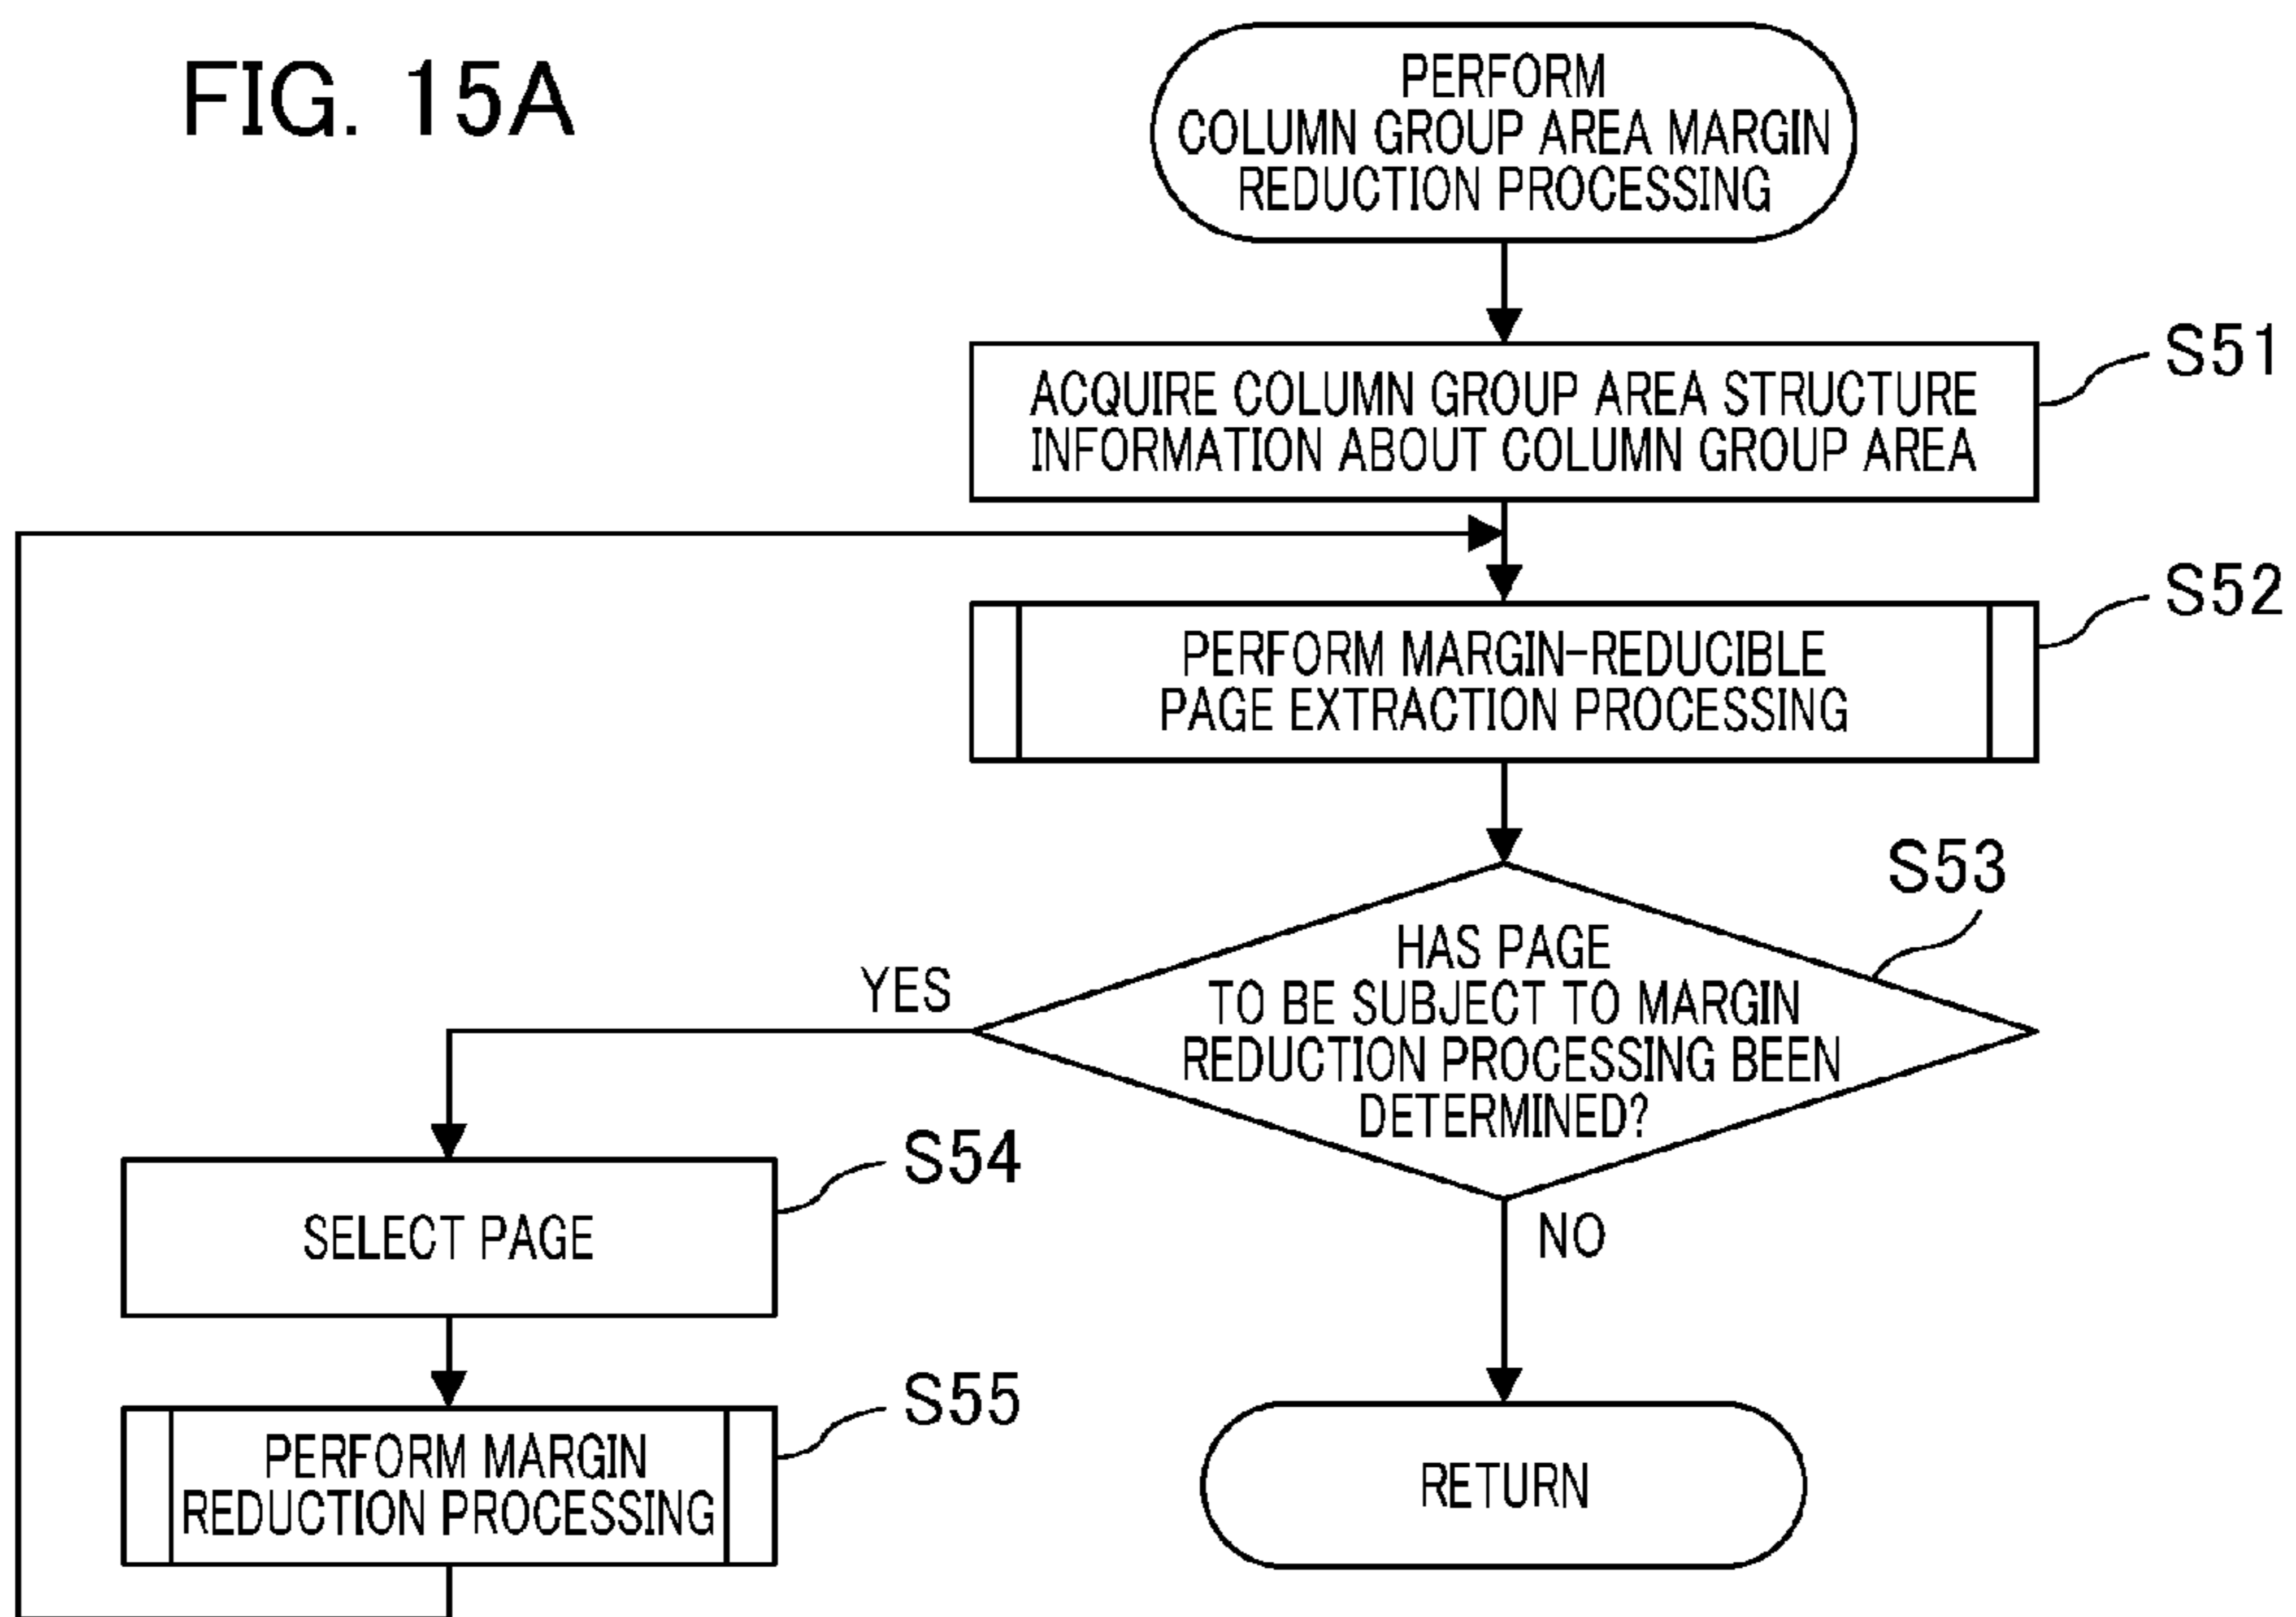 FIG. 15A
PERFORM
COLUMN GROUP AREA MARGIN
REDUCTION PROCESSING
S51
ACQUIRE COLUMN GROUP AREA STRUCTURE
INFORMATION ABOUT COLUMN GROUP AREA
S52
PERFORM MARGIN-REDUCIBLE
PAGE EXTRACTION PROCESSING
S53
HAS PAGE
TO BE SUBJECT TO MARGIN
REDUCTION PROCESSING BEEN
DETERMINED?
YES
NO
S54
SELECT PAGE
S55
PERFORM MARGIN
REDUCTION PROCESSING
RETURN